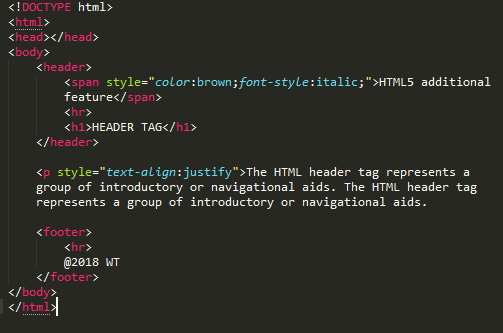 <!DOCTYPE html>
<html>
<head></head>
<body>
<header>
<span style="color:brown;font-style:italic;">HTML5 additional
feature</span>
<hr>
<h1>HEADER TAG</h1>
</header>
<p style="text-align:justify">The HTML header tag represents a
group of introductory or navigational aids. The HTML header tag
represents a group of introductory or navigational aids.
<footer>
<hr>
@2018 WT
</footer>
</body>
</html>